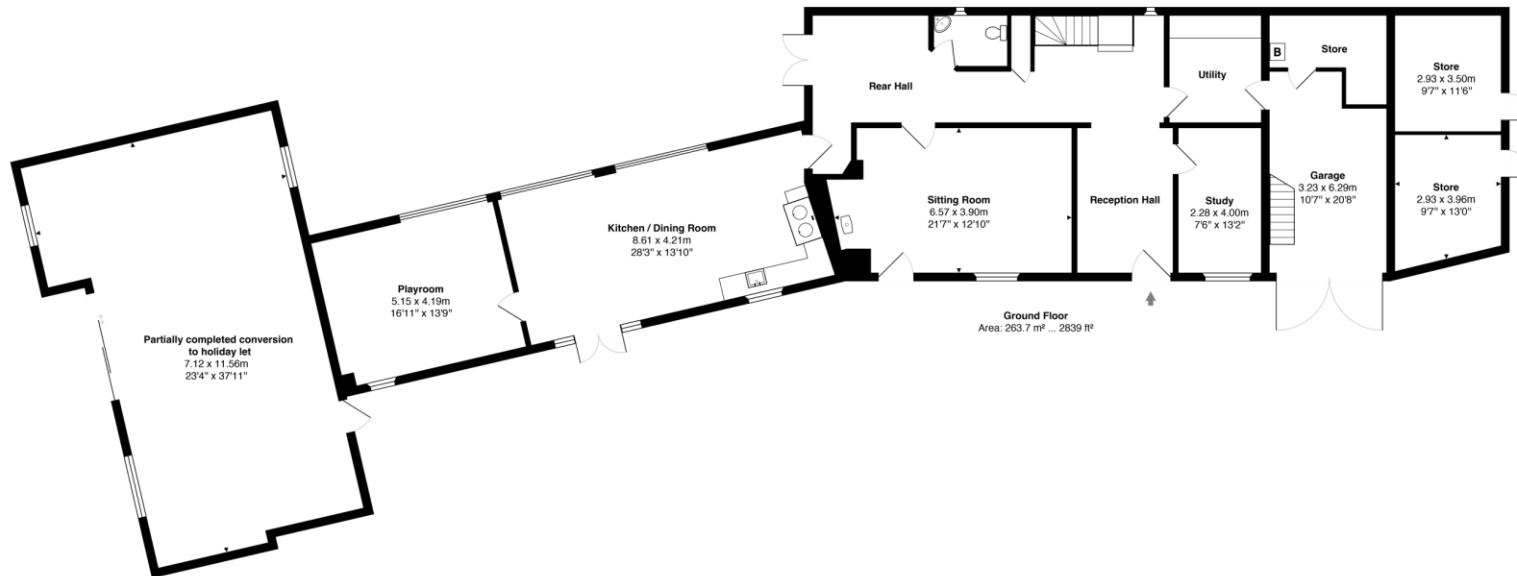 Partially completed conversion
to holiday let
7.12 x 11.56m
23'4" x 37'11"
Playroom
5.15 x 4.19m
16'11" x 13'9"
Kitchen / Dining Room
8.61 x 4.21m
28'3" x 13'10"
Rear Hall
Sitting Room
6.57 x 3.90m
21'7" x 12'10"
Reception Hall
Utility
Study
2.28 x 4.00m
7'6" x 13'2"
B
Store
Garage
3.23 x 6.29m
10'7" x 20'8"
Store
2.93 x 3.50m
9'7" x 11'6"
Store
2.93 x 3.96m
9'7" x 13'0"
Ground Floor
Area: 263.7 m² ... 2839 ft²